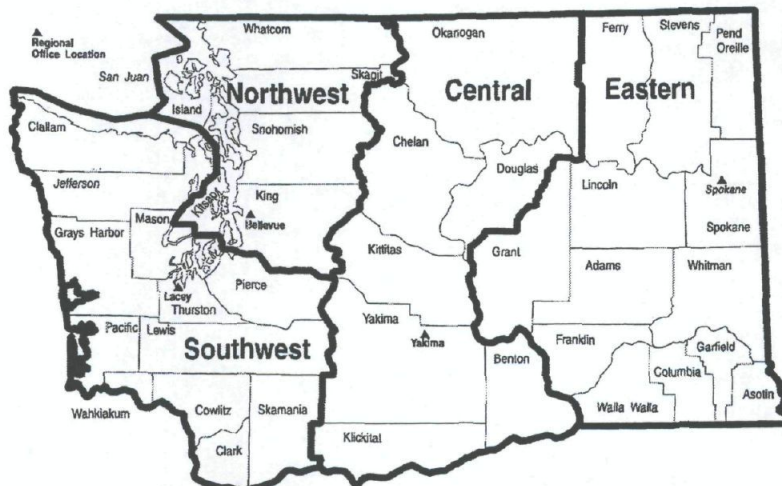 Regional
Office Location
Whatcom
Okanogan
Ferry
Stevens
Pend
Oreille
San Juan
Skagit
Island
Northwest
Central
Eastern
Clallam
Snohomish
Chelan
Douglas
Jefferson
Kitsap
King
Bellevue
Lincoln
Spokane
Spokane
Mason
Grays Harbor
Kittitas
Grant
Lacey
Thurston
Pierce
Adams
Whitman
Yakima
Yakima
Pacific
Lewis
Southwest
Benton
Franklin
Garfield
Columbia
Asotin
Wahkiakum
Cowlitz
Skamania
Walla Walla
Clark
Klickital